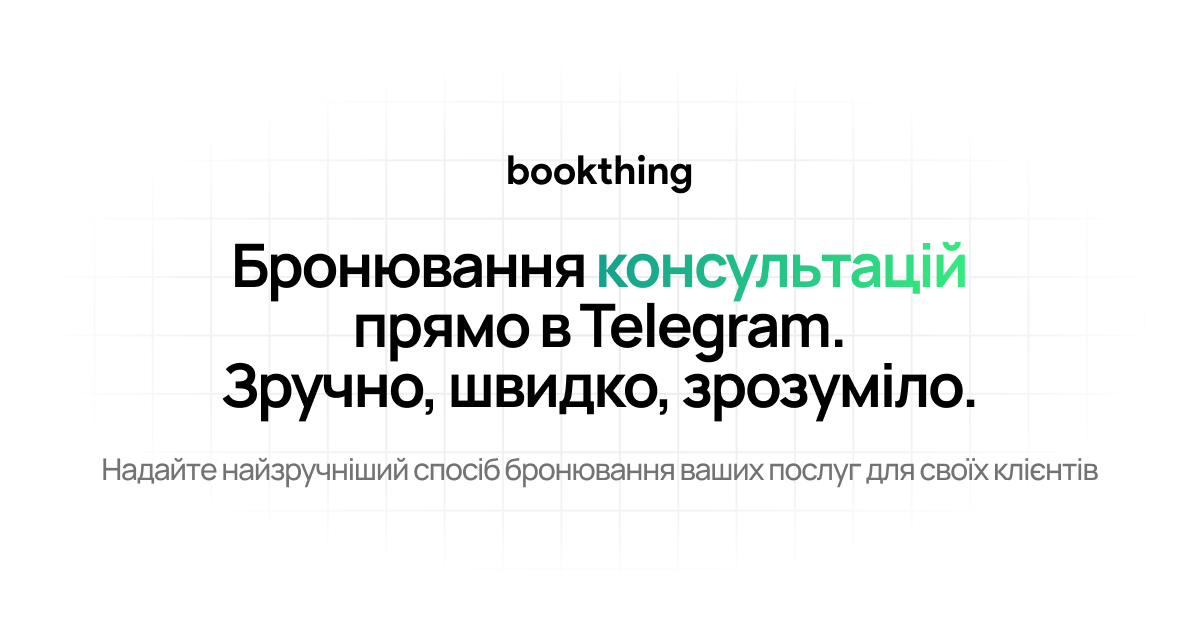 bookthing
Бронювання консультацій
прямо в Telegram.
Зручно, швидко, зрозуміло.
Надайте найзручніший спосіб бронювання ваших послуг для своїх клієнтів